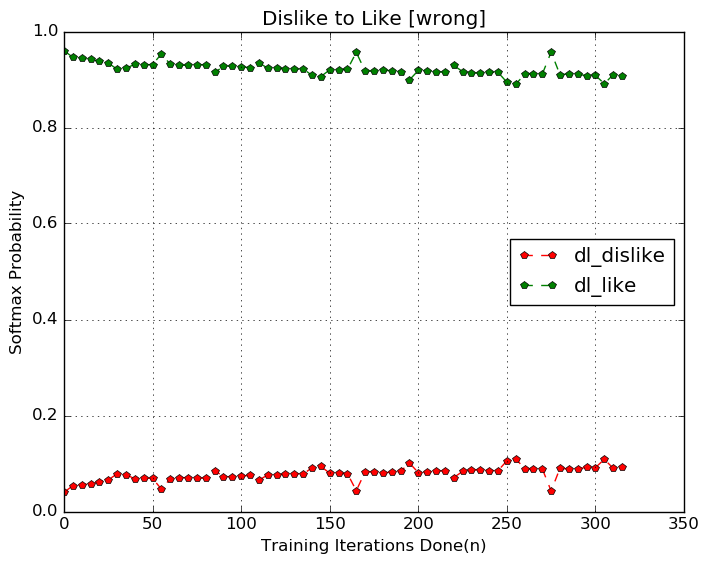 Dislike to Like [wrong]
1.0
0.8
0.6
0.4
0.2
0.0
Softmax Probability
dl_dislike
dl_like
0 50 100 150 200 250 300 350
Training Iterations Done(n)